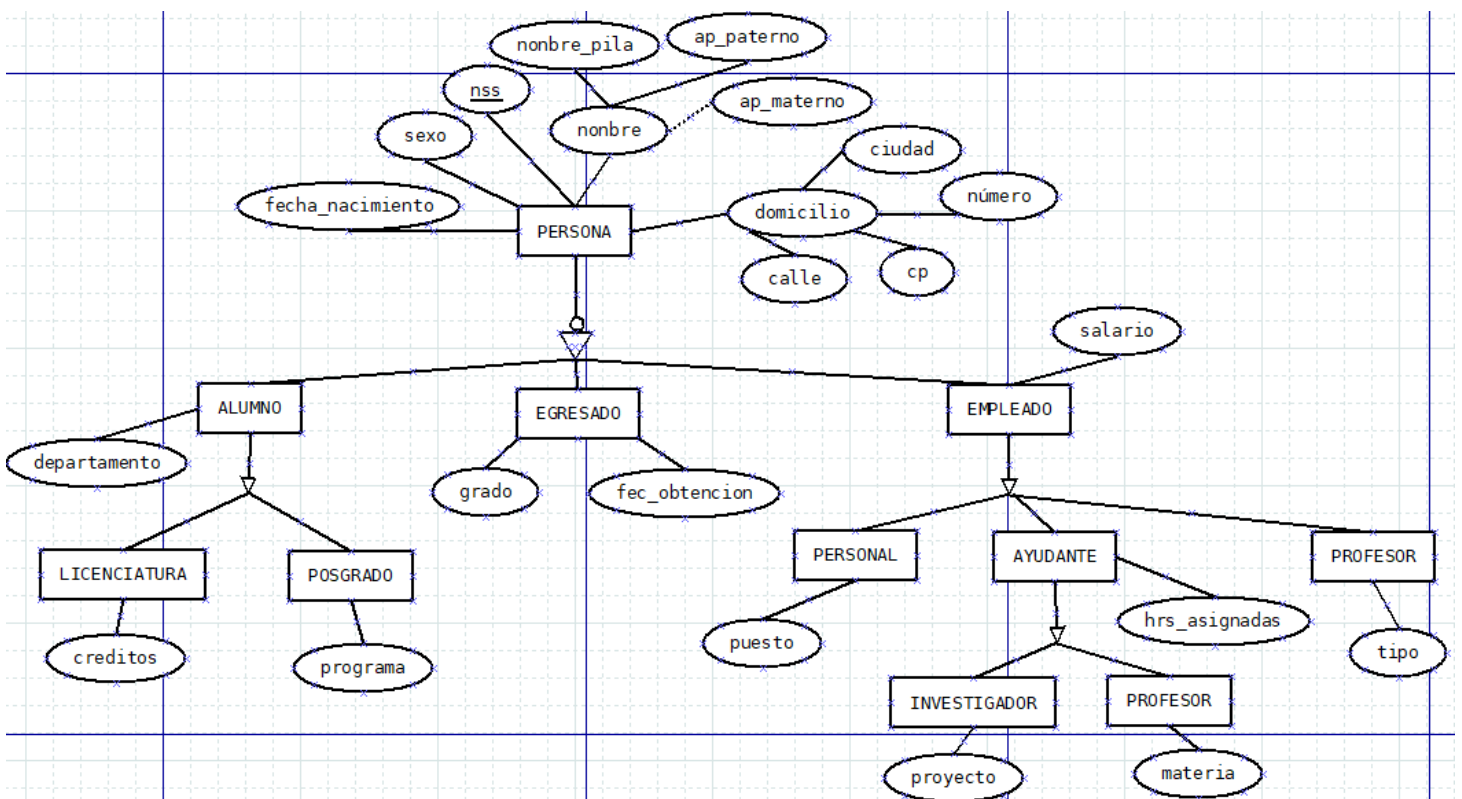 nonbre_pila
ap_paterno
nss
ap_materno
sexo
nonbre
ciudad
fecha_nacimiento
PERSONA
domicilio
número
calle
cp
salario
ALUMNO
EGRESADO
EMPLEADO
departamento
grado
fec_obtencion
LICENCIATURA
POSGRADO
PERSONAL
AYUDANTE
PROFESOR
creditos
programa
puesto
hrs_asignadas
tipo
INVESTIGADOR
PROFESOR
proyecto
materia